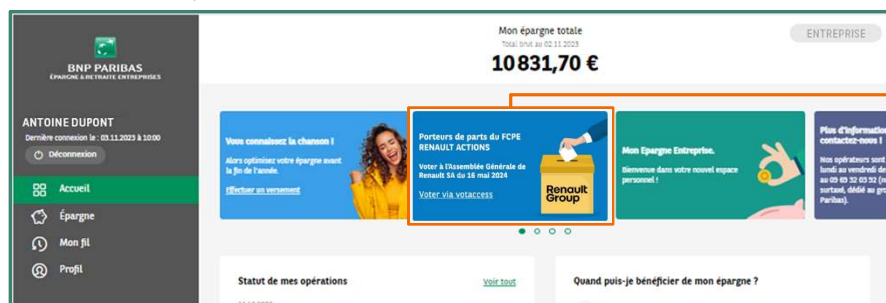 BNP PARIBAS
ÉPARGNE & RETRAITE ENTREPRISES
ANTOINE DUPONT
Dernière connexion le : 03.11.2023 à 10:00
Déconnexion
Accueil
Épargne
Mon fil
Profil
Mon épargne totale
Total brut au 02.11.2023
10 831,70 €
ENTREPRISE
Vous connaissez la chanson !
Alors optimisez votre épargne avant
la fin de l'année.
Effectuer un versement
Porteurs de parts du FCPE
RENAULT ACTIONS
Voter à l'Assemblée Générale de
Renault SA du 16 mai 2024
Voter via votaccess
Renault
Group
Mon Epargne Entreprise.
Bienvenue dans votre nouvel espace
personnel !
Plus d'information
contactez-nous !
Nos opérateurs sont
lundi au vendredi de
au 09 69 32 03 52 (n
surtaxé, dédié au gro
Paribas).
Statut de mes opérations
Voir tout
Quand puis-je bénéficier de mon épargne ?